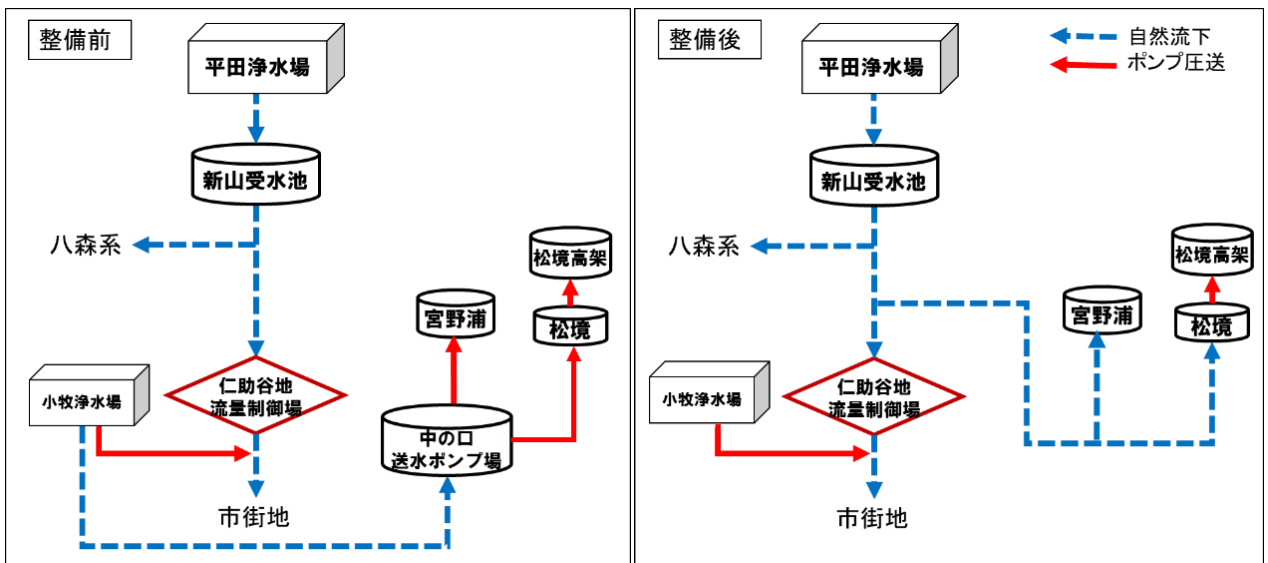 整備前
平田浄水場
新山受水池
八森系
松境高架
宮野浦
松境
小牧浄水場
仁助谷地
流量制御場
中の口
送水ポンプ場
市街地
整備後
自然流下
ポンプ圧送
平田浄水場
新山受水池
八森系
松境高架
宮野浦
松境
小牧浄水場
仁助谷地
流量制御場
市街地